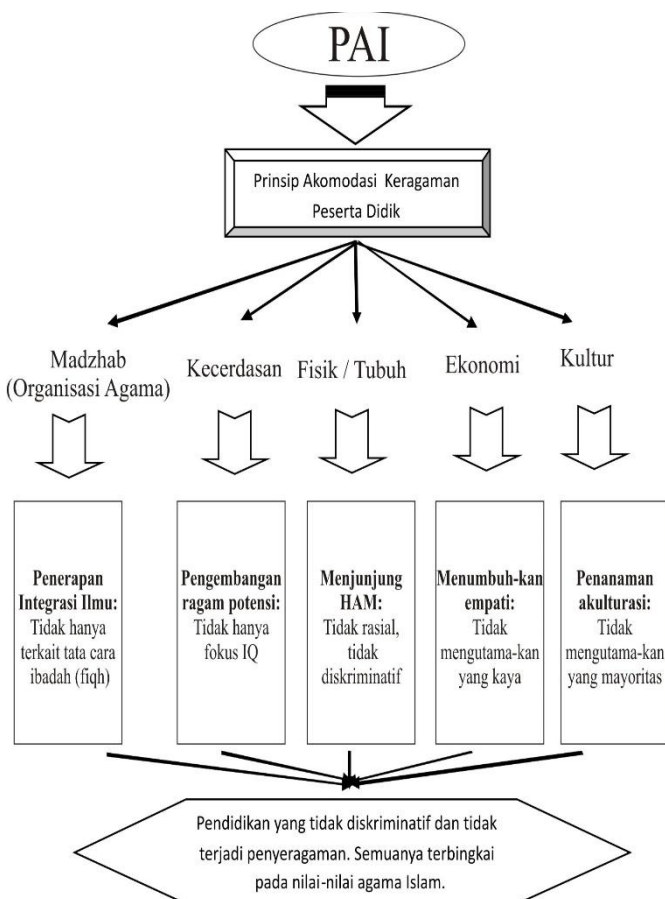 PAI
Prinsip Akomodasi Keragaman
Peserta Didik
Madzhab
(Organisasi Agama)
Kecerdasan
Fisik / Tubuh
Ekonomi
Kultur
Penerapan
Integrasi Ilmu:
Tidak hanya
terkait tata cara
ibadah (fiqh)
Pengembangan
ragam potensi:
Tidak hanya
fokus IQ
Menjunjung
HAM:
Tidak rasial,
tidak
diskriminatif
Menumbuh-kan
empati:
Tidak
mengutama-kan
yang kaya
Penanaman
akulturasi:
Tidak
mengutama-kan
yang mayoritas
Pendidikan yang tidak diskriminatif dan tidak
terjadi penyeragaman. Semuanya terbingkai
pada nilai-nilai agama Islam.